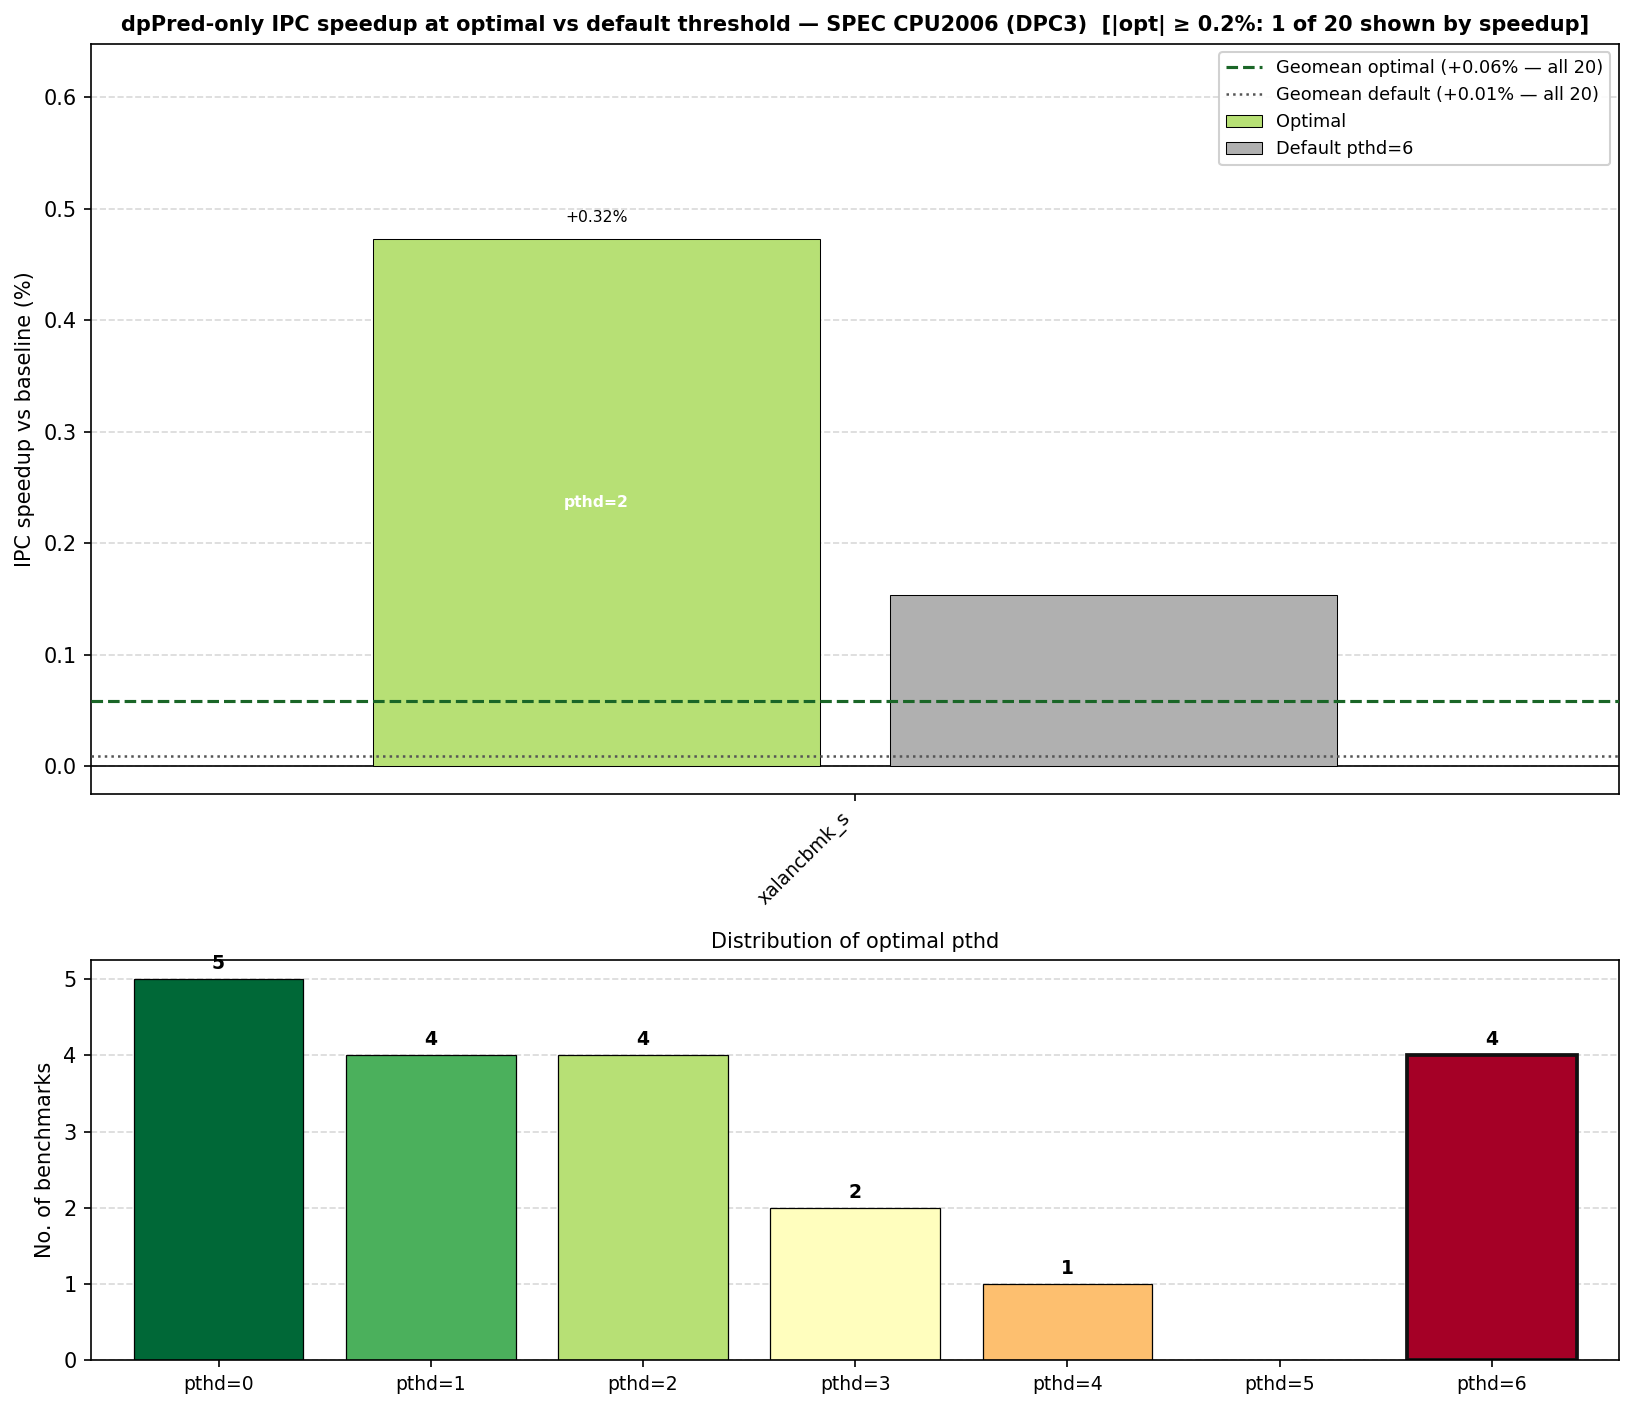 dpPred-only IPC speedup at optimal vs default threshold — SPEC CPU2006 (DPC3)  [|opt| ≥ 0.2%: 1 of 20 shown by speedup]
Geomean optimal (+0.06% — all 20)
Geomean default (+0.01% — all 20)
Optimal
Default pthd=6
IPC speedup vs baseline (%)
0.6
0.5
0.4
0.3
0.2
0.1
0.0
+0.32%
pthd=2
xalancbmk_s
Distribution of optimal pthd
No. of benchmarks
5
4
3
2
1
0
5
4
4
2
1
4
pthd=0
pthd=1
pthd=2
pthd=3
pthd=4
pthd=5
pthd=6